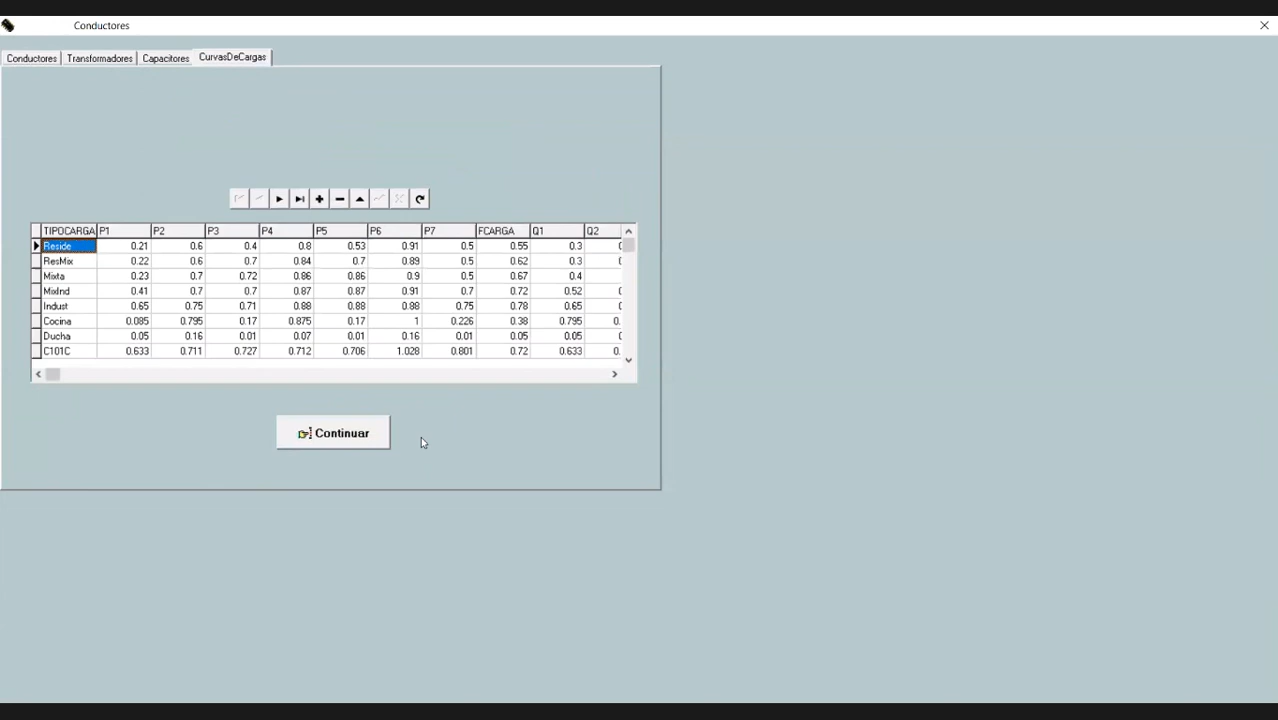 Conductores
Conductores Transformadores Capacitores CurvasDeCargas
TIPOCARGA P1 P2 P3 P4 P5 P6 P7 FCARGA Q1 Q2
Reside 0.21 0.6 0.4 0.8 0.53 0.91 0.5 0.55 0.3
ResMix 0.22 0.6 0.7 0.84 0.7 0.89 0.5 0.62 0.3
Mixta 0.23 0.7 0.72 0.86 0.86 0.9 0.5 0.67 0.4
MixInd 0.41 0.7 0.7 0.87 0.87 0.91 0.7 0.72 0.52
Indust 0.65 0.75 0.71 0.88 0.88 0.88 0.75 0.78 0.65
Cocina 0.085 0.795 0.17 0.875 0.17 1 0.226 0.38 0.795 0.
Ducha 0.05 0.16 0.01 0.07 0.01 0.16 0.01 0.05 0.05 0.
C101C 0.633 0.711 0.727 0.712 0.706 1.028 0.801 0.72 0.633 0.
Continuar